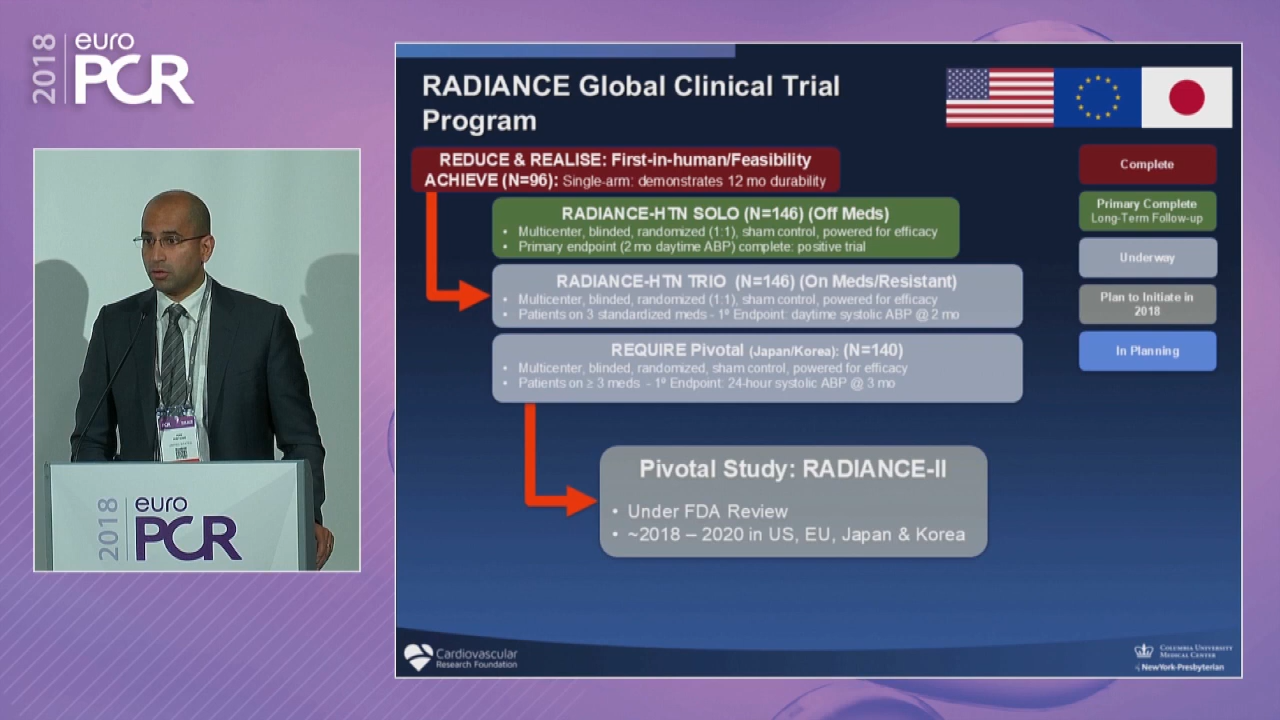 2018
euro
PCR
RADIANCE Global Clinical Trial
Program
REDUCE & REALISE: First-in-human/Feasibility
ACHIEVE (N=96): Single-arm: demonstrates 12 mo durability
RADIANCE-HTN SOLO (N=146) (Off Meds)
• Multicenter, blinded, randomized (1:1), sham control, powered for efficacy
• Primary endpoint (2 mo daytime ABP) complete: positive trial
RADIANCE-HTN TRIO (N=146) (On Meds/Resistant)
• Multicenter, blinded, randomized (1:1), sham control, powered for efficacy
• Patients on 3 standardized meds - 1º Endpoint: daytime systolic ABP @ 2 mo
REQUIRE Pivotal (Japan/Korea): (N=140)
• Multicenter, blinded, randomized, sham control, powered for efficacy
• Patients on ≥ 3 meds - 1º Endpoint: 24-hour systolic ABP @ 3 mo
Pivotal Study: RADIANCE-II
• Under FDA Review
• ~2018 – 2020 in US, EU, Japan & Korea
Complete
Primary Complete
Long-Term Follow-up
Underway
Plan to Initiate in
2018
In Planning
Cardiovascular
Research Foundation
COLUMBIA UNIVERSITY
MEDICAL CENTER
NewYork-Presbyterian
2018
euro
PCR